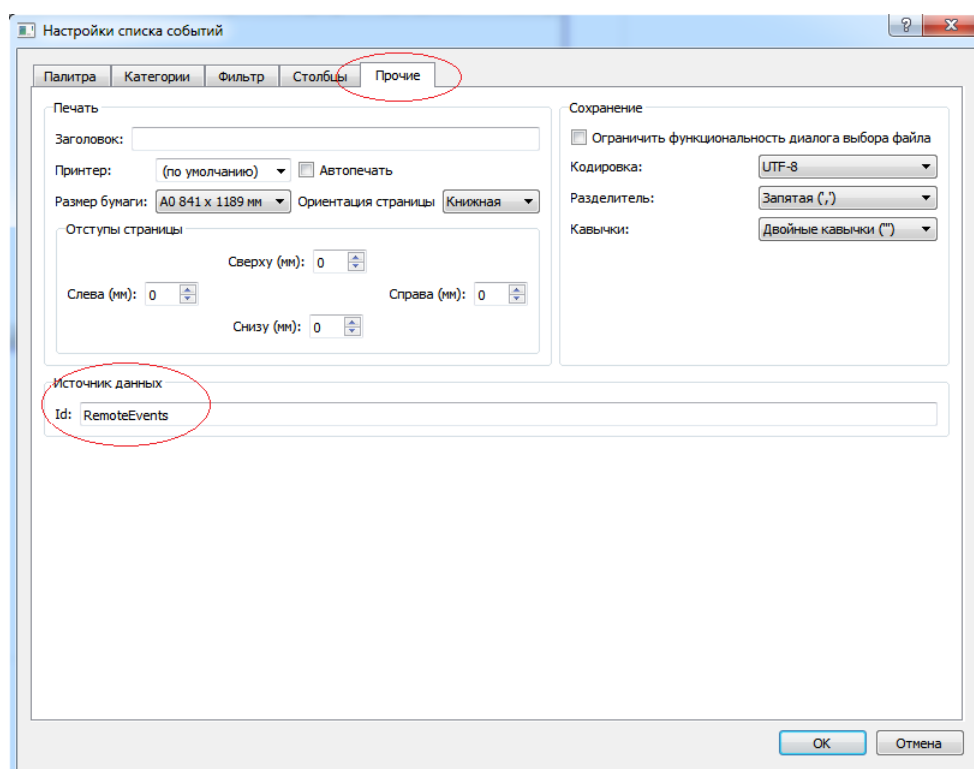 Настройки списка событий
Палитра Категории Фильтр Столбцы Прочие
Печать
Заголовок:
Принтер: (по умолчанию) Автопечать
Размер бумаги: A0 841 x 1189 мм Ориентация страницы Книжная
Отступы страницы
Сверху (мм): 0
Слева (мм): 0 Справа (мм): 0
Снизу (мм): 0
Сохранение
Ограничить функциональность диалога выбора файла
Кодировка: UTF-8
Разделитель: Запятая (',')
Кавычки: Двойные кавычки ('"')
Источник данных
Id: RemoteEvents
OK Отмена